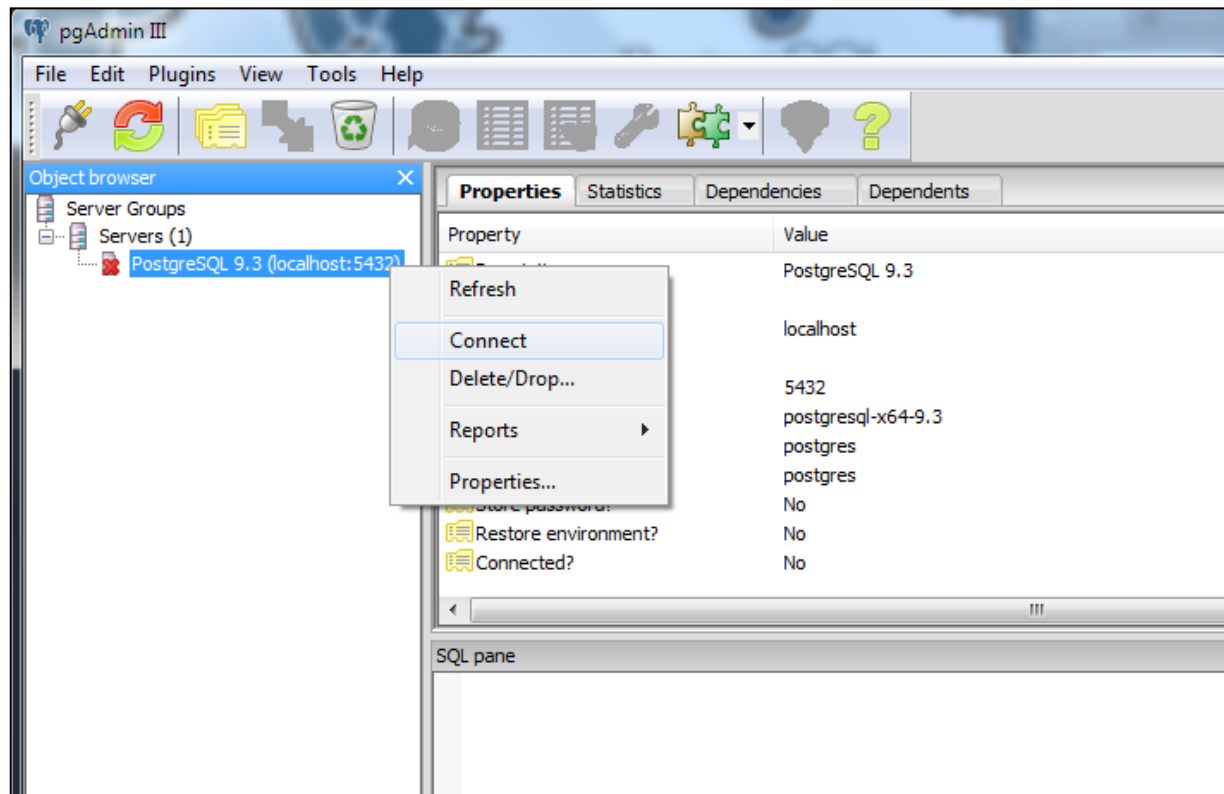 pgAdmin III
File Edit Plugins View Tools Help
Object browser
Server Groups
Servers (1)
PostgreSQL 9.3 (localhost:5432)
Refresh
Connect
Delete/Drop...
Reports
Properties...
Properties Statistics Dependencies Dependents
Property Value
PostgreSQL 9.3
localhost
5432
postgresql-x64-9.3
postgres
postgres
Store password? No
Restore environment? No
Connected? No
SQL pane